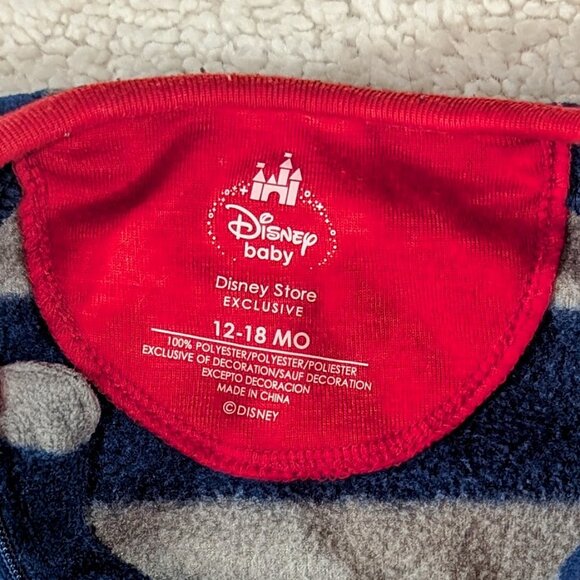 Disney
baby
Disney Store
EXCLUSIVE
12-18 MO
100% POLYESTER/POLYESTER/POLIESTER
EXCLUSIVE OF DECORATION/SAUF DECORATION
EXCEPTO DECORACION
MADE IN CHINA
©DISNEY